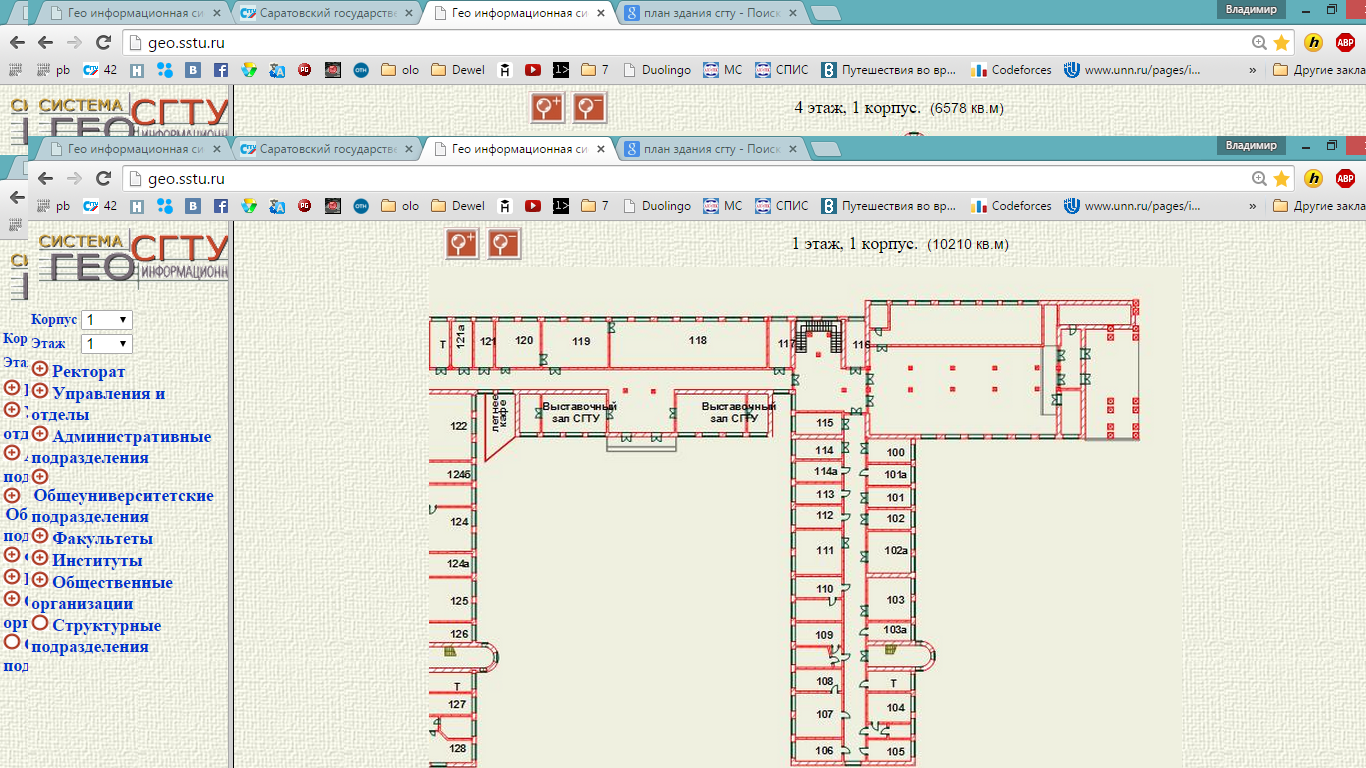 Гео информационная си
Саратовский государстве
Гео информационная си
план здания сгту - Поиск
Владимир
geo.sstu.ru
ABP
pb
42
olo
Dewel
7
Duolingo
МС
СПИС
Путешествия во вр...
Codeforces
www.unn.ru/pages/i...
»
Другие закла
СИСТЕМА
СГТУ
ГЕО
ИНФОРМАЦИОНН
4 этаж, 1 корпус. (6578 кв.м)
Гео информационная си
Саратовский государстве
Гео информационная си
план здания сгту - Поиск
Владимир
geo.sstu.ru
ABP
pb
42
olo
Dewel
7
Duolingo
МС
СПИС
Путешествия во вр...
Codeforces
www.unn.ru/pages/i...
»
Другие закла
СИСТЕМА
СГТУ
ГЕО
ИНФОРМАЦИОНН
1 этаж, 1 корпус. (10210 кв.м)
Корпус 1
Этаж 1
Ректорат
Управления и
отделы
Административные
подразделения
Общеуниверситетские
подразделения
Факультеты
Институты
Общественные
организации
Структурные
подразделения
Т
121а
121
120
119
118
117
116
летнее
кафе
Выставочный
зал СГТУ
Выставочный
зал СГТУ
122
124б
124
124а
125
126
Т
127
128
115
114
114а
113
112
111
110
109
108
107
106
100
101а
101
102
102а
103
103а
Т
104
105